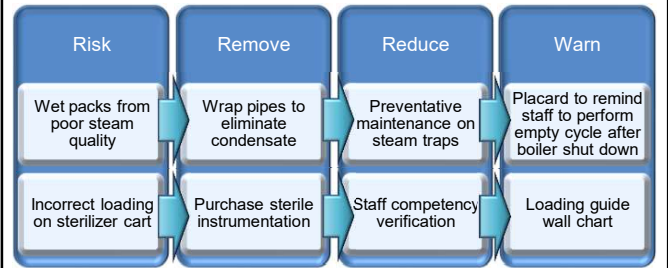 Risk
Remove
Reduce
Warn
Wet packs from
poor steam
quality
Wrap pipes to
eliminate
condensate
Preventative
maintenance on
steam traps
Placard to remind
staff to perform
empty cycle after
boiler shut down
Incorrect loading
on sterilizer cart
Purchase sterile
instrumentation
Staff competency
verification
Loading guide
wall chart